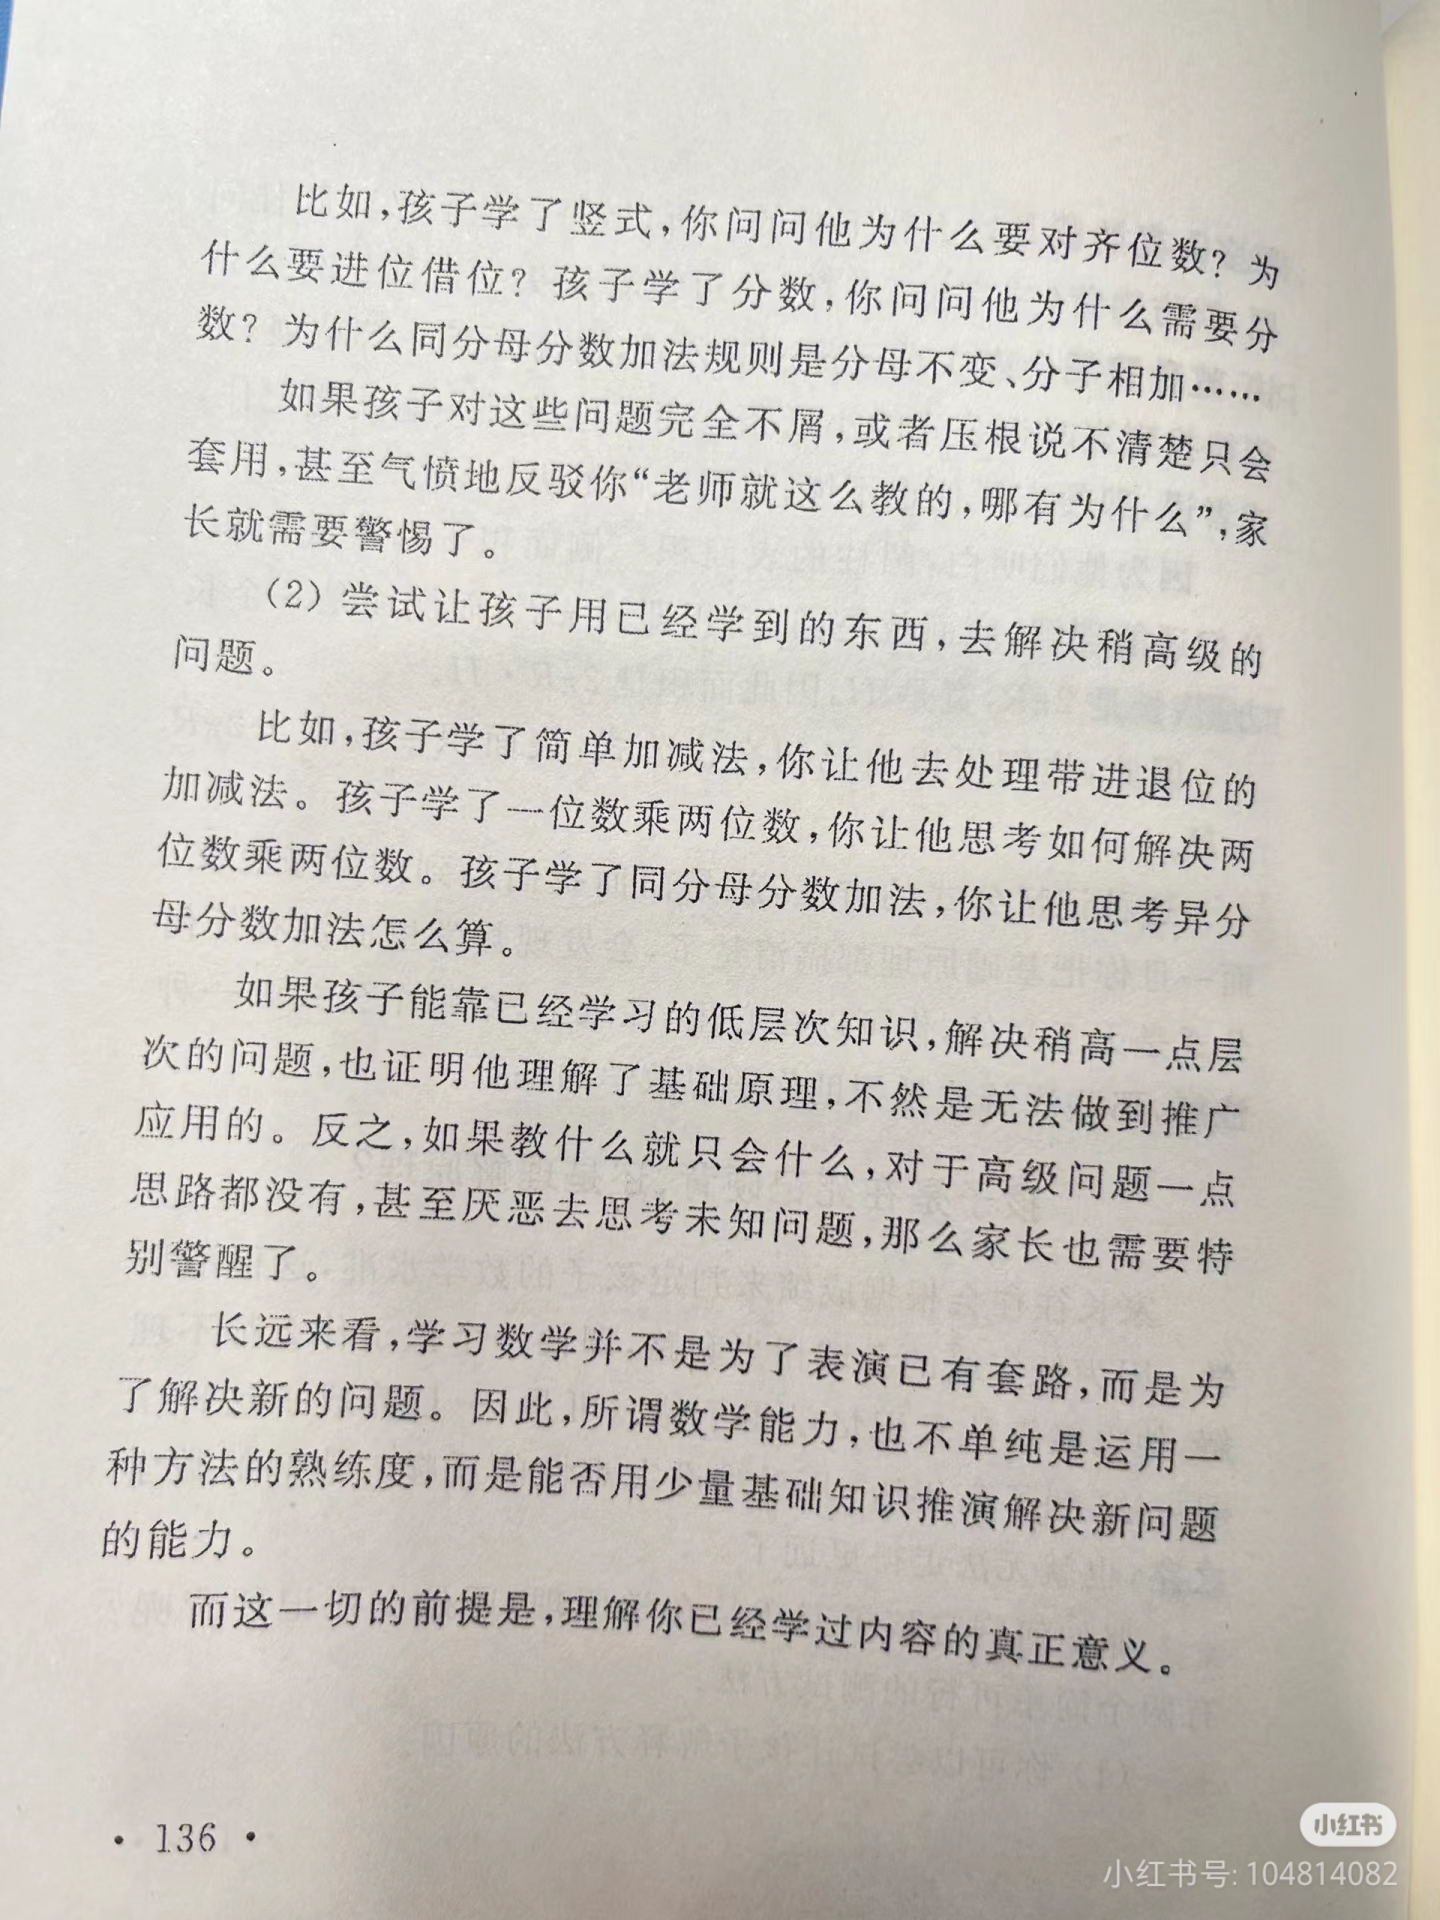 比如,孩子学了竖式,你问问他为什么要对齐位数?为
什么要进位借位?孩子学了分数,你问问他为什么需要分
数?为什么同分母分数加法规则是分母不变、分子相加……
如果孩子对这些问题完全不屑,或者压根说不清楚只会
套用,甚至气愤地反驳你“老师就这么教的,哪有为什么”,家
长就需要警惕了。
(2)尝试让孩子用已经学到的东西,去解决稍高级的
问题。
比如,孩子学了简单加减法,你让他去处理带进退位的
加减法。孩子学了一位数乘两位数,你让他思考如何解决两
位数乘两位数。孩子学了同分母分数加法,你让他思考异分
母分数加法怎么算。
如果孩子能靠已经学习的低层次知识,解决稍高一点层
次的问题,也证明他理解了基础原理,不然是无法做到推广
应用的。反之,如果教什么就只会什么,对于高级问题一点
思路都没有,甚至厌恶去思考未知问题,那么家长也需要特
别警醒了。
长远来看,学习数学并不是为了表演已有套路,而是为
了解决新的问题。因此,所谓数学能力,也不单纯是运用一
种方法的熟练度,而是能否用少量基础知识推演解决新问题
的能力。
而这一切的前提是,理解你已经学过内容的真正意义。
• 136 •
小红书
小红书号: 104814082